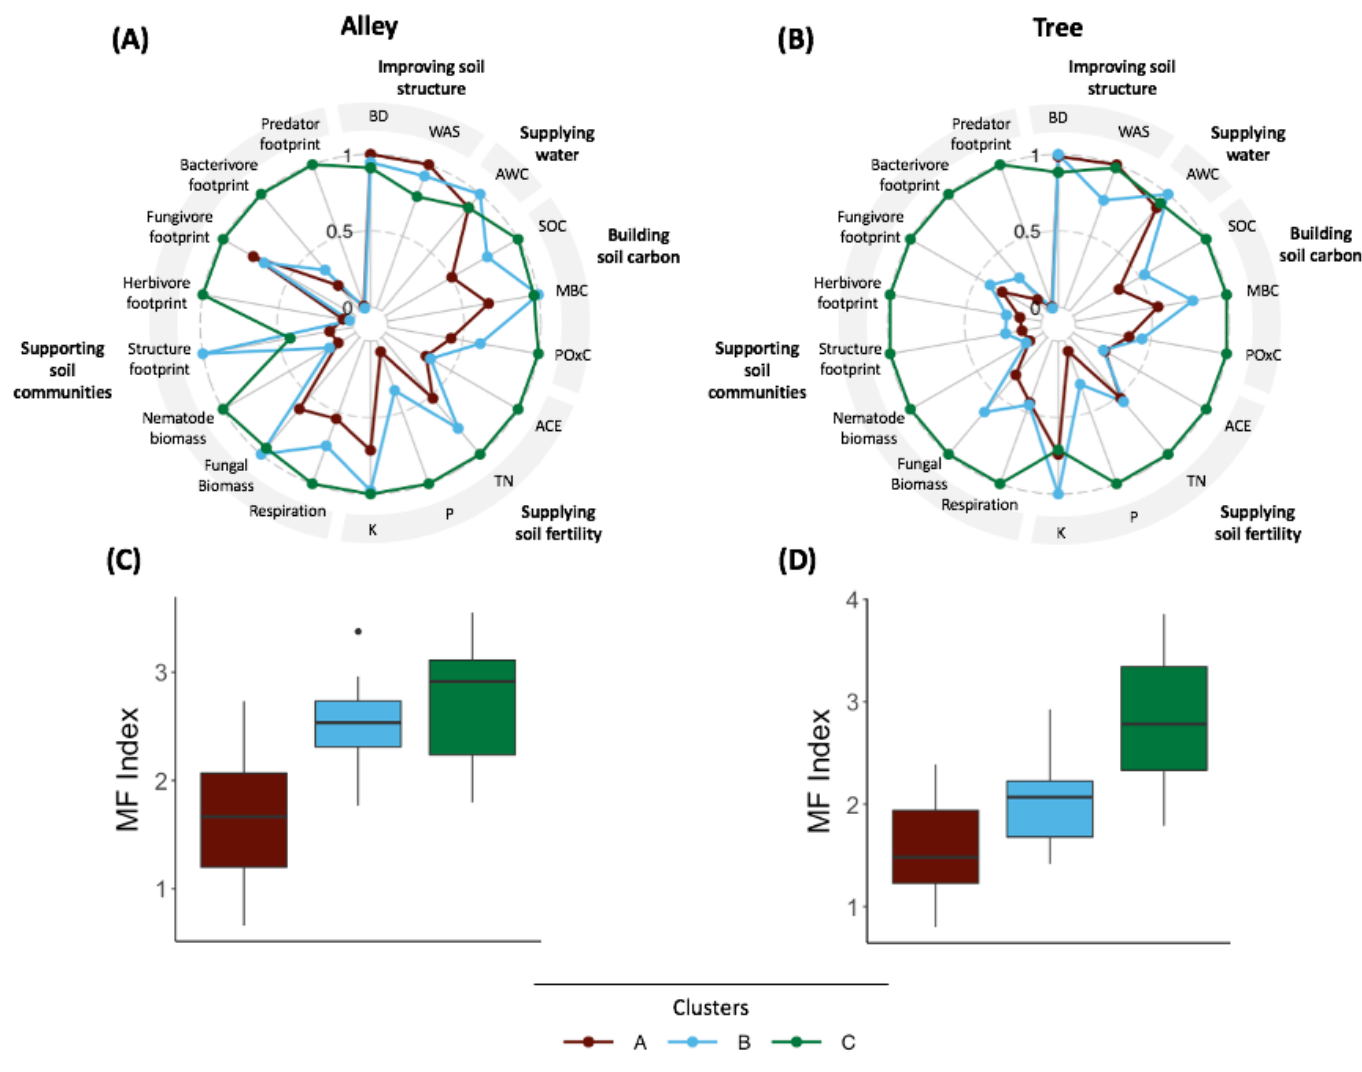 (A)
Alley
Improving soil
structure
BD
WAS
Supplying
water
AWC
SOC
Building
soil carbon
MBC
POxC
ACE
TN
Supplying
soil fertility
P
K
Respiration
Fungal
Biomass
Nematode
biomass
Structure
footprint
Supporting
soil
communities
Herbivore
footprint
Fungivore
footprint
Bacterivore
footprint
Predator
footprint
1
0.5
0
(B)
Tree
Improving soil
structure
BD
WAS
Supplying
water
AWC
SOC
Building
soil carbon
MBC
POxC
ACE
TN
Supplying
soil fertility
P
K
Respiration
Fungal
Biomass
Nematode
biomass
Structure
footprint
Supporting
soil
communities
Herbivore
footprint
Fungivore
footprint
Bacterivore
footprint
Predator
footprint
1
0.5
0
(C)
MF Index
3
2
1
(D)
MF Index
4
3
2
1
Clusters
A B C